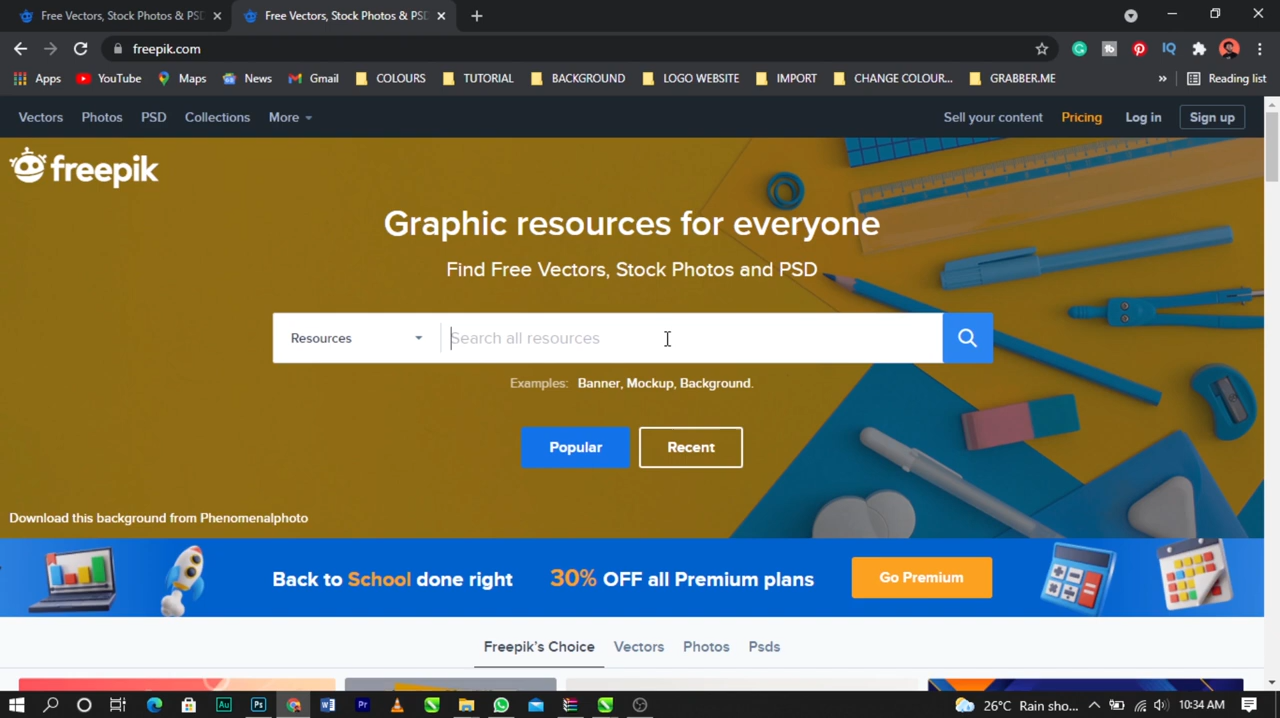 Free Vectors, Stock Photos & PSD
Free Vectors, Stock Photos & PSD
freepik.com
Apps YouTube Maps News Gmail COLOURS TUTORIAL BACKGROUND LOGO WEBSITE IMPORT CHANGE COLOUR... GRABBER.ME » Reading list
Vectors Photos PSD Collections More Sell your content Pricing Log in Sign up
freepik
Graphic resources for everyone
Find Free Vectors, Stock Photos and PSD
Resources Search all resources
Examples: Banner, Mockup, Background.
Popular Recent
Download this background from Phenomenalphoto
Back to School done right 30% OFF all Premium plans Go Premium
Freepik's Choice Vectors Photos Psds
26°C Rain sho... 10:34 AM